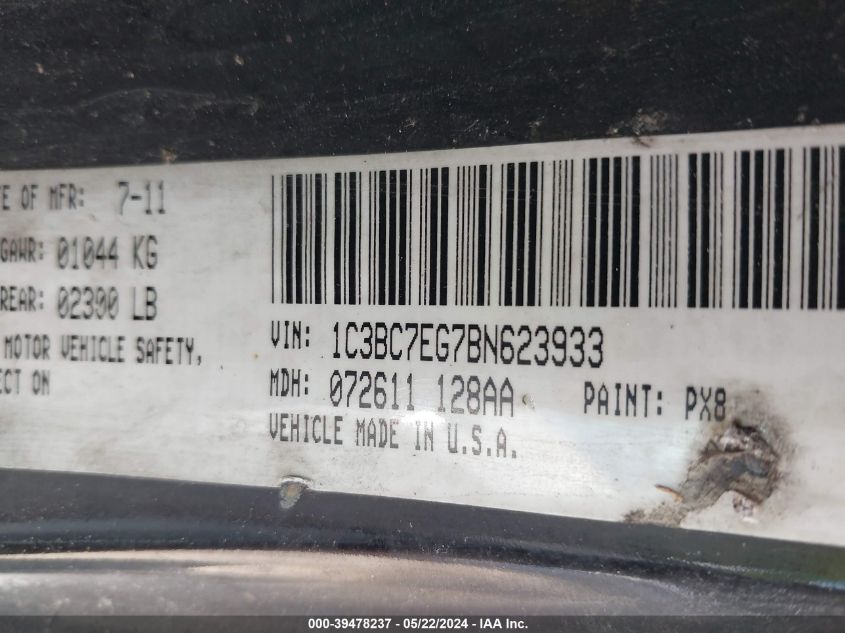 E OF MFR: 7-11
GAWR: 01044 KG
REAR: 02300 LB
MOTOR VEHICLE SAFETY,
ECT ON
VIN: 1C3BC7EG7BN623933
MDH: 072611 128AA PAINT: PX8
VEHICLE MADE IN U.S.A.
000-39478237 - 05/22/2024 - IAA Inc.